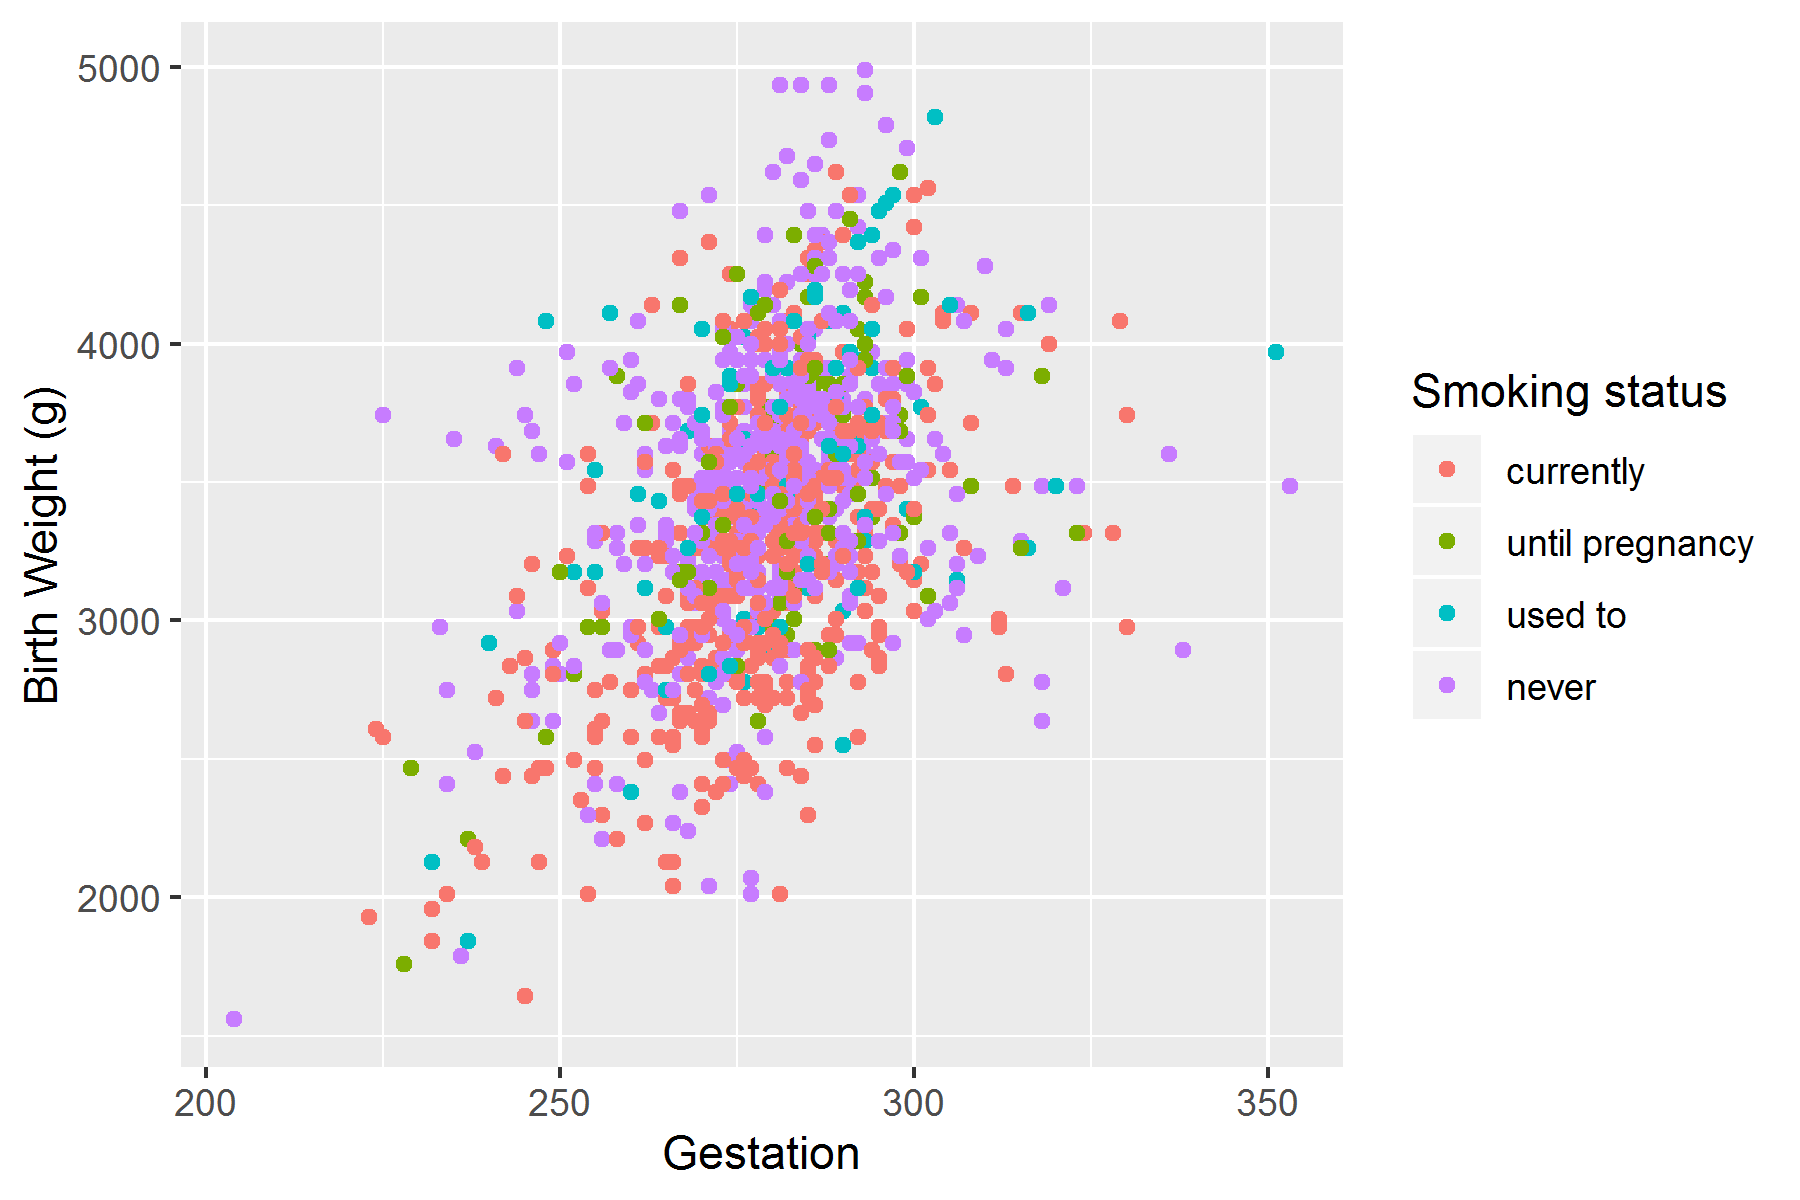 5000
4000
3000
2000
Birth Weight (g)
200
250
300
350
Gestation
Smoking status
currently
until pregnancy
used to
never